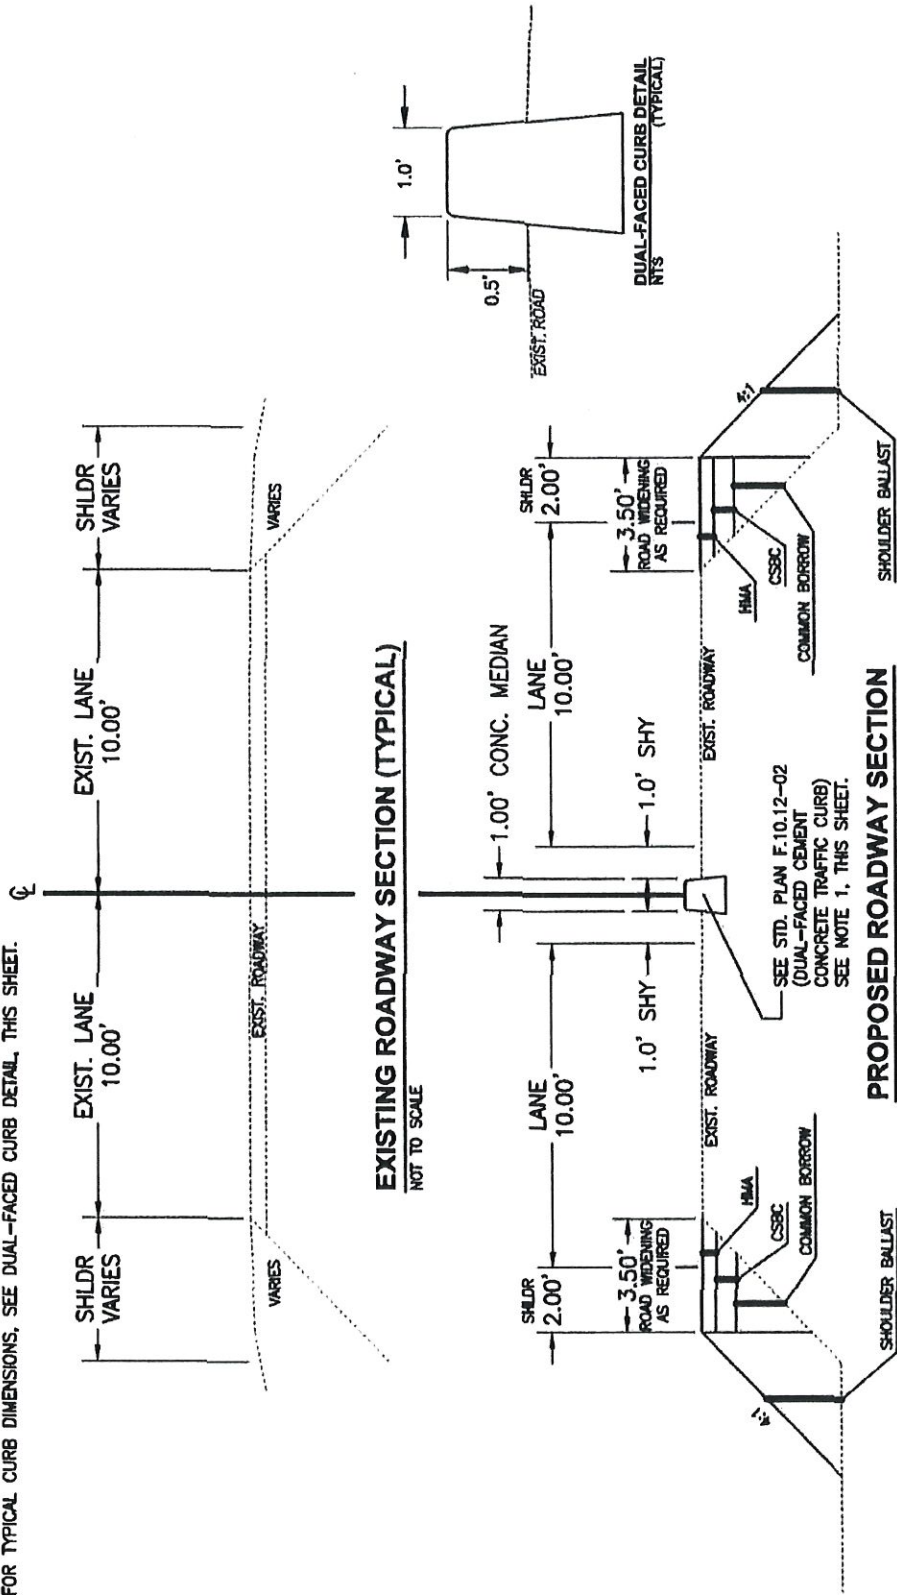 FOR TYPICAL CURB DIMENSIONS, SEE DUAL-FACED CURB DETAIL, THIS SHEET.
CL
SHLDR
VARIES
EXIST. LANE
10.00'
EXIST. LANE
10.00'
SHLDR
VARIES
VARIES
EXIST. ROADWAY
VARIES
EXISTING ROADWAY SECTION (TYPICAL)
NOT TO SCALE
1.0'
0.5'
EXIST. ROAD
DUAL-FACED CURB DETAIL
NTS
(TYPICAL)
1.00' CONC. MEDIAN
SHLDR
2.00'
LANE
10.00'
LANE
10.00'
SHLDR
2.00'
3.50'
ROAD WIDENING
AS REQUIRED
1.0' SHY
1.0' SHY
3.50'
ROAD WIDENING
AS REQUIRED
4:1
EXIST. ROADWAY
EXIST. ROADWAY
4:1
HMA
CSBC
COMMON BORROW
SHOULDER BALLAST
SEE STD. PLAN F.10.12-02
(DUAL-FACED CEMENT
CONCRETE TRAFFIC CURB)
SEE NOTE 1, THIS SHEET.
HMA
CSBC
COMMON BORROW
SHOULDER BALLAST
PROPOSED ROADWAY SECTION